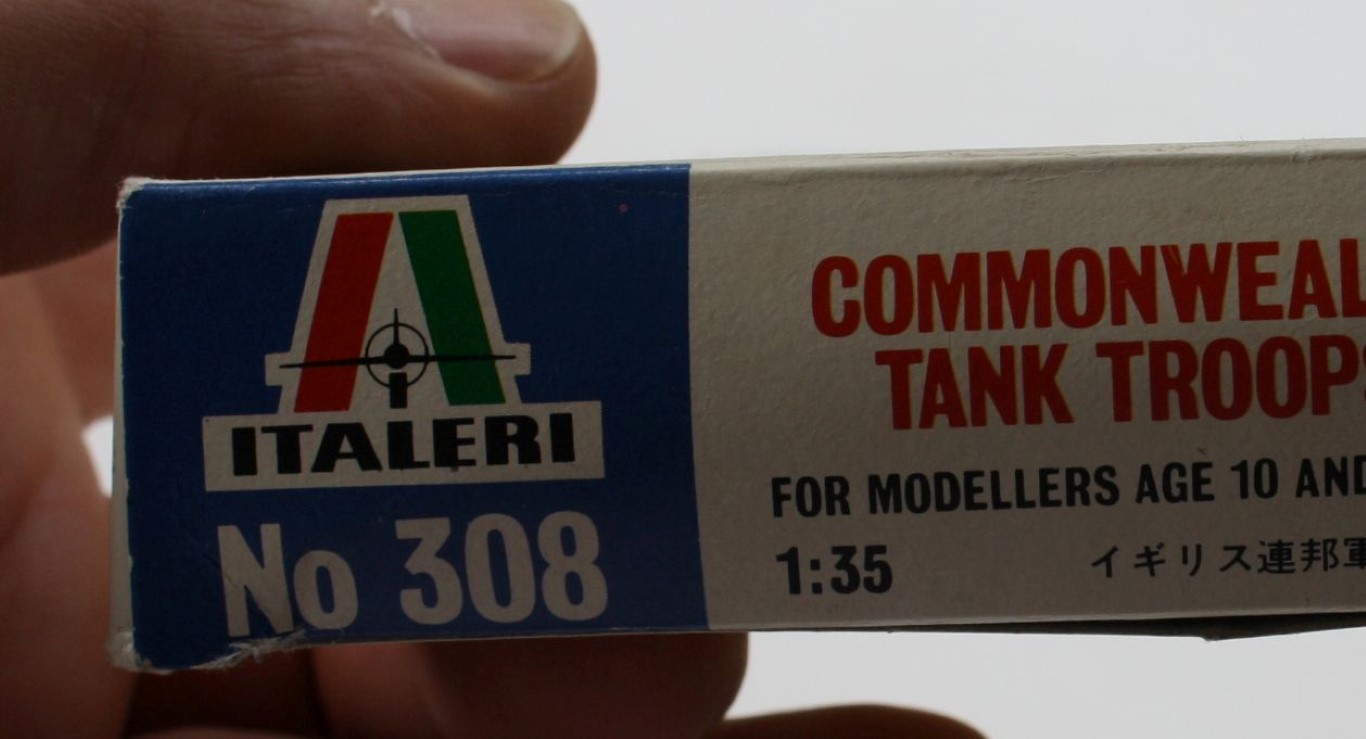 ITALERI
No 308
COMMONWEAL
TANK TROOPS
FOR MODELLERS AGE 10 AND
1:35
イギリス連邦軍